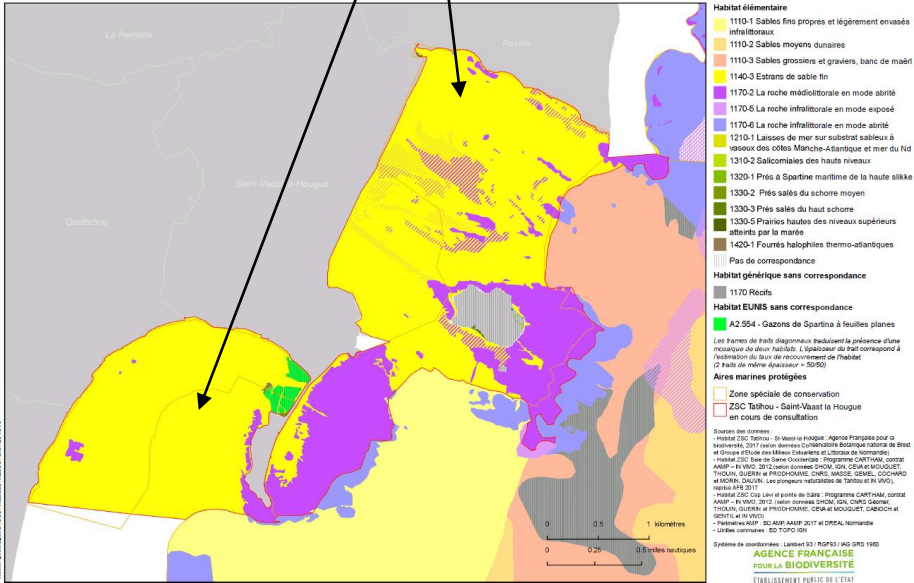 La Pernelle
Réville
Saint-Vaast-la-Hougue
Quettehou
0 0.5 1 kilomètres
0 0.25 0.5 milles nautiques
Habitat élémentaire
1110-1 Sables fins propres et légèrement envasés
infralittoraux
1110-2 Sables moyens dunaires
1110-3 Sables grossiers et graviers, banc de maërl
1140-3 Estrans de sable fin
1170-2 La roche médiolittorale en mode abrité
1170-5 La roche infralittorale en mode exposé
1170-6 La roche infralittorale en mode abrité
1210-1 Laisses de mer sur substrat sableux à
vaseux des côtes Manche-Atlantique et mer du Nd
1310-2 Salicorniaies des hauts niveaux
1320-1 Prés à Spartine maritime de la haute slikke
1330-2 Prés salés du schorre moyen
1330-3 Prés salés du haut schorre
1330-5 Prairies hautes des niveaux supérieurs
atteints par la marée
1420-1 Fourrés halophiles thermo-atlantiques
Pas de correspondance
Habitat générique sans correspondance
1170 Récifs
Habitat EUNIS sans correspondance
A2.554 - Gazons de Spartina à feuilles planes
Les trames de traits diagonaux traduisent la présence d'une
mosaique de deux habitats. L'épaisseur du trait correspond à
l'estimation du taux de recouvrement de l'habitat.
(2 traits de même épaisseur = 50/50)
Aires marines protégées
Zone spéciale de conservation
ZSC Tatihou - Saint-Vaast la Hougue
en cours de consultation
Sources des données :
- Habitat ZSC Tatihou - St-Vaast-la Hougue : Agence Française pour la
biodiversité, 2017 (selon données Conservatoire Botanique national de Brest
et Groupe d'Etude des Milieux Estuariens et Littoraux de Normandie)
- Habitat ZSC Baie de Seine Occidentale : Programme CARTHAM, contrat
AAMP – IN VIVO, 2012,(selon données SHOM, IGN, CEVA et MOUQUET,
THOUIN, GUERIN et PRODHOMME, CNRS, MASSE, GEMEL, COCHARD
et MORIN, DAUVIN, Les plongeurs naturalistes de Tatihou et IN VIVO),
reprise AFB 2017
- Habitat ZSC Cap Lévi et pointe de Saire : Programme CARTHAM, contrat
AAMP – IN VIVO, 2012, (selon données SHOM, IGN, CNRS Géomer,
THOUIN, GUERIN et PRODHOMME, CEVA et MOUQUET, CABIOCH et
GENTIL et IN VIVO)
- Périmètres AMP : BD AMP, AAMP 2017 et DREAL Normandie
- Limites communes : BD TOPO IGN
Système de coordonnées : Lambert 93 / RGF93 / IAG GRS 1980
AGENCE FRANÇAISE
POUR LA BIODIVERSITÉ
ÉTABLISSEMENT PUBLIC DE L'ÉTAT